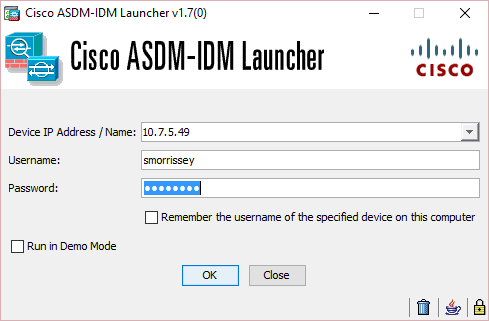 Cisco ASDM-IDM Launcher v1.7(0)
Cisco ASDM-IDM Launcher
CISCO
Device IP Address / Name: 10.7.5.49
Username: smorrissey
Password: ●●●●●●●●
Remember the username of the specified device on this computer
Run in Demo Mode
OK Close